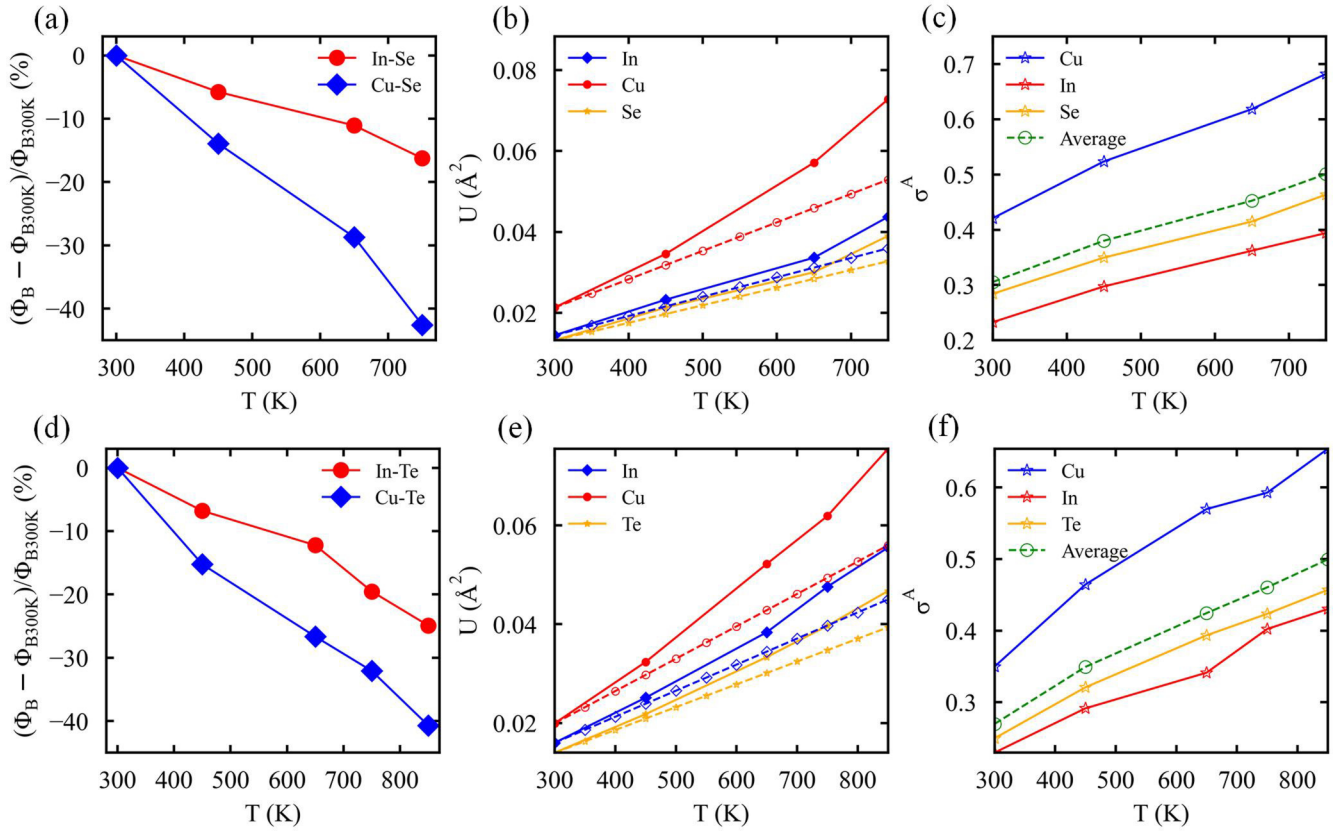 (a)
(Φ_B − Φ_B300K)/Φ_B300K (%)
0
−10
−20
−30
−40
In-Se
Cu-Se
300 400 500 600 700
T (K)
(b)
U (Å²)
0.08
0.06
0.04
0.02
In
Cu
Se
300 400 500 600 700
T (K)
(c)
σ^A
0.7
0.6
0.5
0.4
0.3
0.2
Cu
In
Se
Average
300 400 500 600 700
T (K)
(d)
(Φ_B − Φ_B300K)/Φ_B300K (%)
0
−10
−20
−30
−40
In-Te
Cu-Te
300 400 500 600 700 800
T (K)
(e)
U (Å²)
0.06
0.04
0.02
In
Cu
Te
300 400 500 600 700 800
T (K)
(f)
σ^A
0.6
0.5
0.4
0.3
Cu
In
Te
Average
300 400 500 600 700 800
T (K)